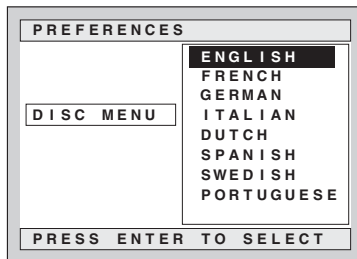 PREFERENCES
ENGLISH
FRENCH
GERMAN
DISC MENU
ITALIAN
DUTCH
SPANISH
SWEDISH
PORTUGUESE
PRESS ENTER TO SELECT